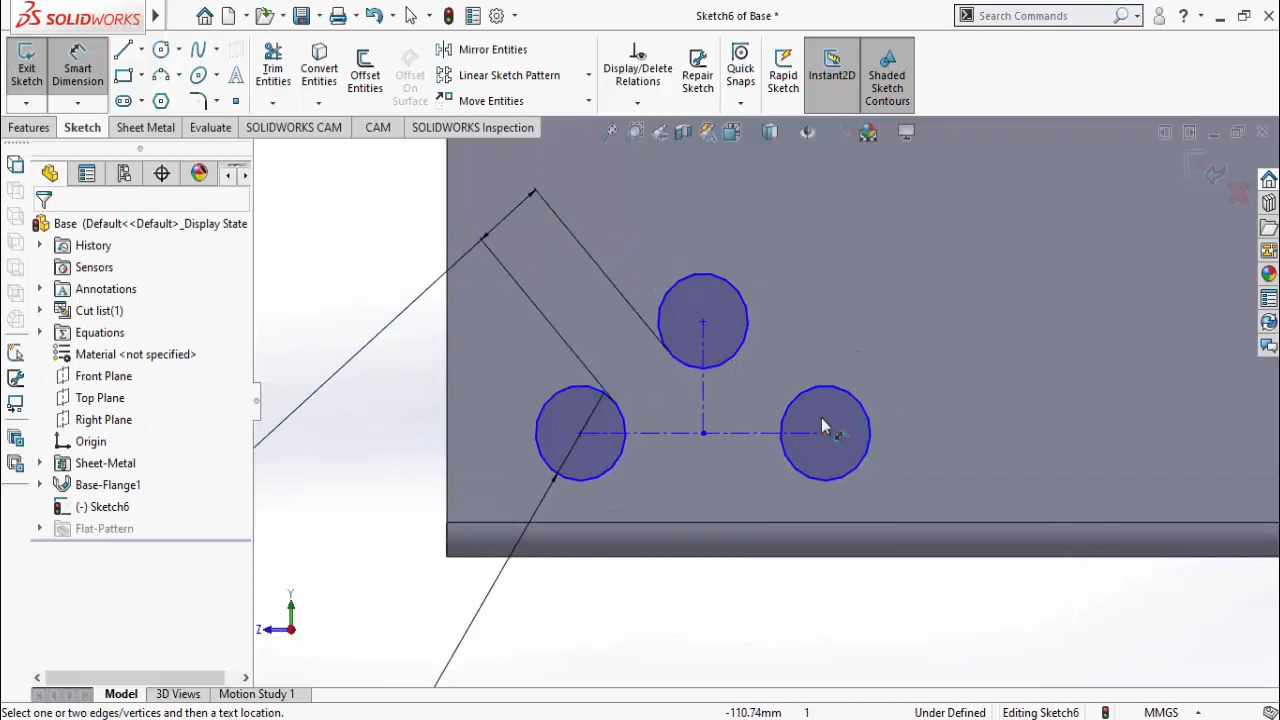 SOLIDWORKS
Sketch6 of Base *
Search Commands
?
Exit Sketch
Smart Dimension
Trim Entities
Convert Entities
Offset Entities
Offset On Surface
Mirror Entities
Linear Sketch Pattern
Move Entities
Display/Delete Relations
Repair Sketch
Quick Snaps
Rapid Sketch
Instant2D
Shaded Sketch Contours
Features
Sketch
Sheet Metal
Evaluate
SOLIDWORKS CAM
CAM
SOLIDWORKS Inspection
Base (Default<<Default>_Display State
History
Sensors
Annotations
Cut list(1)
Equations
Material <not specified>
Front Plane
Top Plane
Right Plane
Origin
Sheet-Metal
Base-Flange1
(-) Sketch6
Flat-Pattern
Y
Z
Model
3D Views
Motion Study 1
Select one or two edges/vertices and then a text location.
-110.74mm
1
Under Defined
Editing Sketch6
MMGS